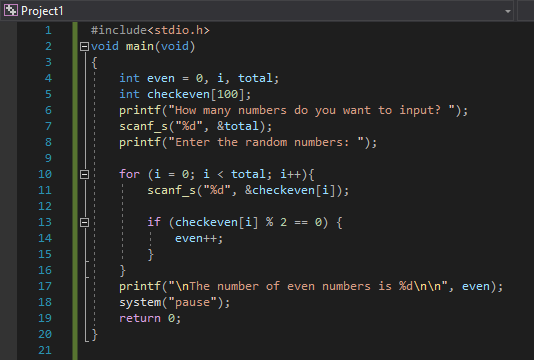 Project1
1 #include<stdio.h>
2 void main(void)
3 {
4 int even = 0, i, total;
5 int checkeven[100];
6 printf("How many numbers do you want to input? ");
7 scanf_s("%d", &total);
8 printf("Enter the random numbers: ");
9
10 for (i = 0; i < total; i++){
11 scanf_s("%d", &checkeven[i]);
12
13 if (checkeven[i] % 2 == 0) {
14 even++;
15 }
16 }
17 printf("\nThe number of even numbers is %d\n\n", even);
18 system("pause");
19 return 0;
20 }
21